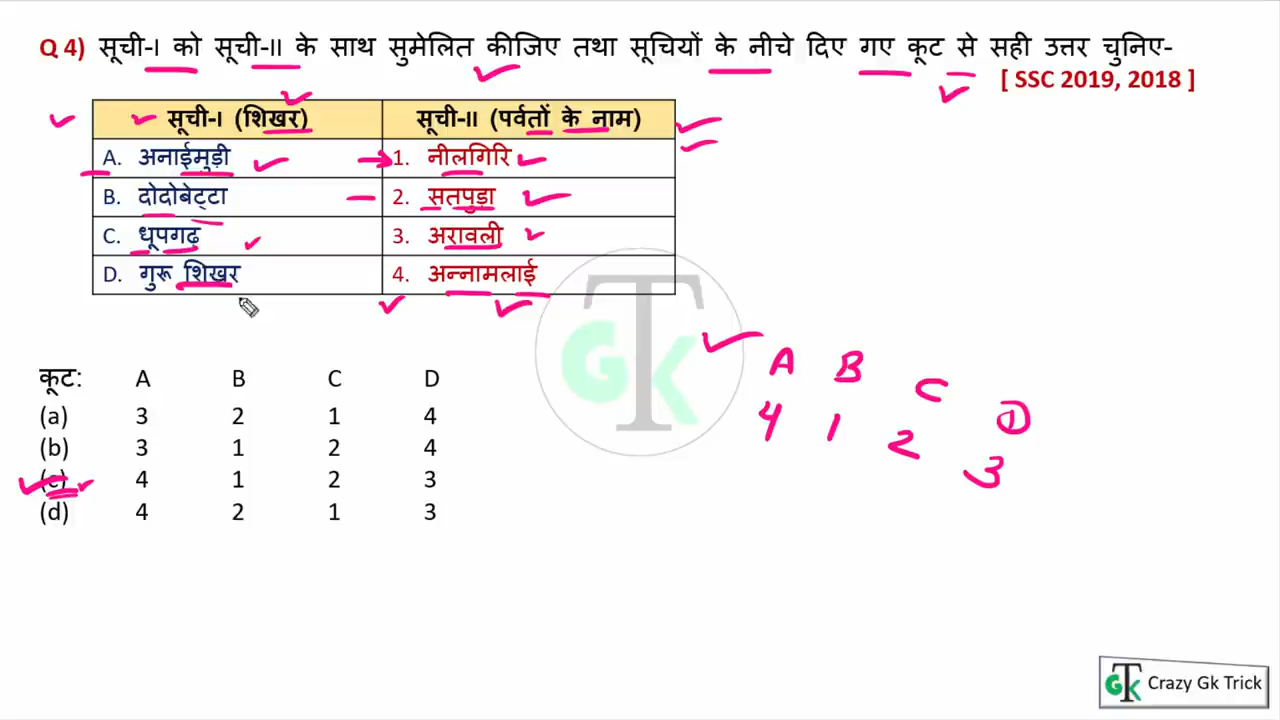 Q 4) सूची-I को सूची-II के साथ सुमेलित कीजिए तथा सूचियों के नीचे दिए गए कूट से सही उत्तर चुनिए-
[ SSC 2019, 2018 ]
सूची-I (शिखर) सूची-II (पर्वतों के नाम)
A. अनाईमुड़ी 1. नीलगिरि
B. दोदोबेट्टा 2. सतपुड़ा
C. धूपगढ़ 3. अरावली
D. गुरू शिखर 4. अन्नामलाई
कूट: A B C D
(a) 3 2 1 4
(b) 3 1 2 4
(c) 4 1 2 3
(d) 4 2 1 3
A B C D
4 1 2 3
T
GK
TGK Crazy Gk Trick